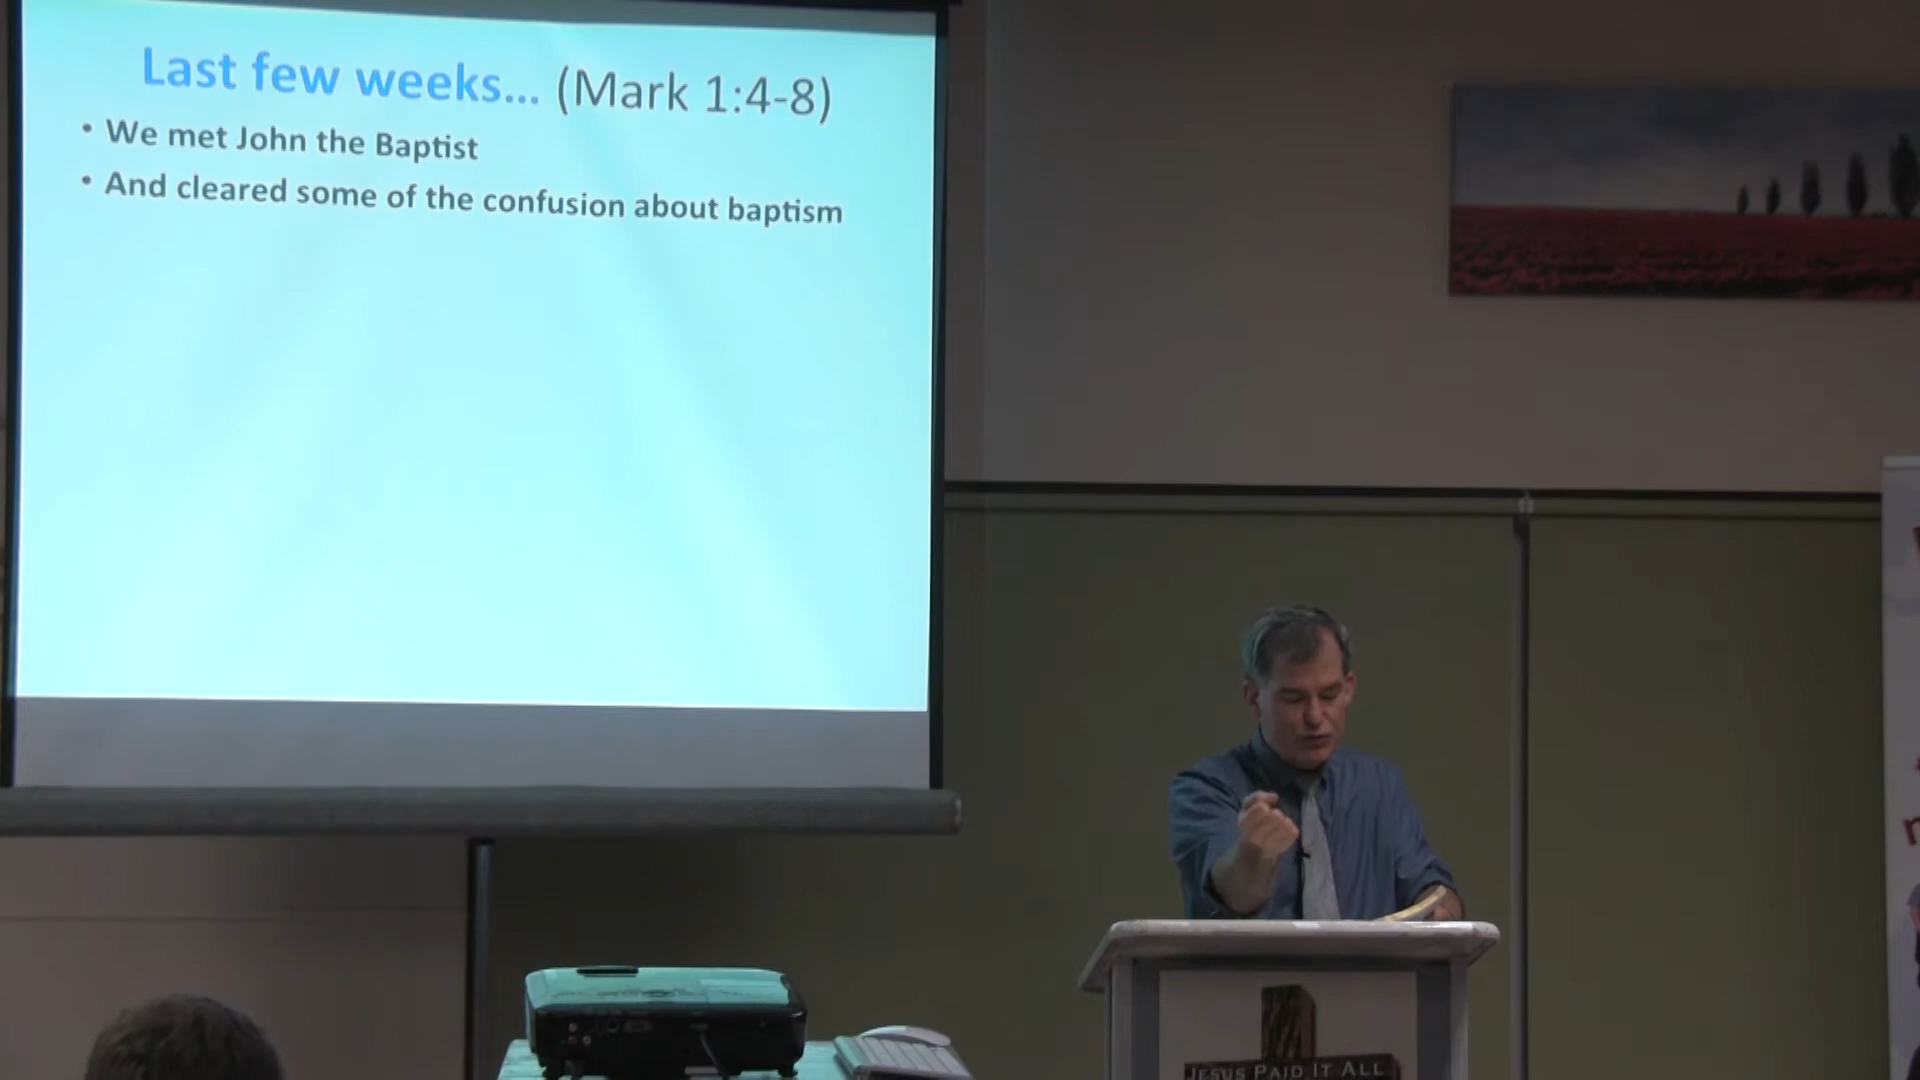 Last few weeks... (Mark 1:4-8)
• We met John the Baptist
• And cleared some of the confusion about baptism
JESUS PAID IT ALL